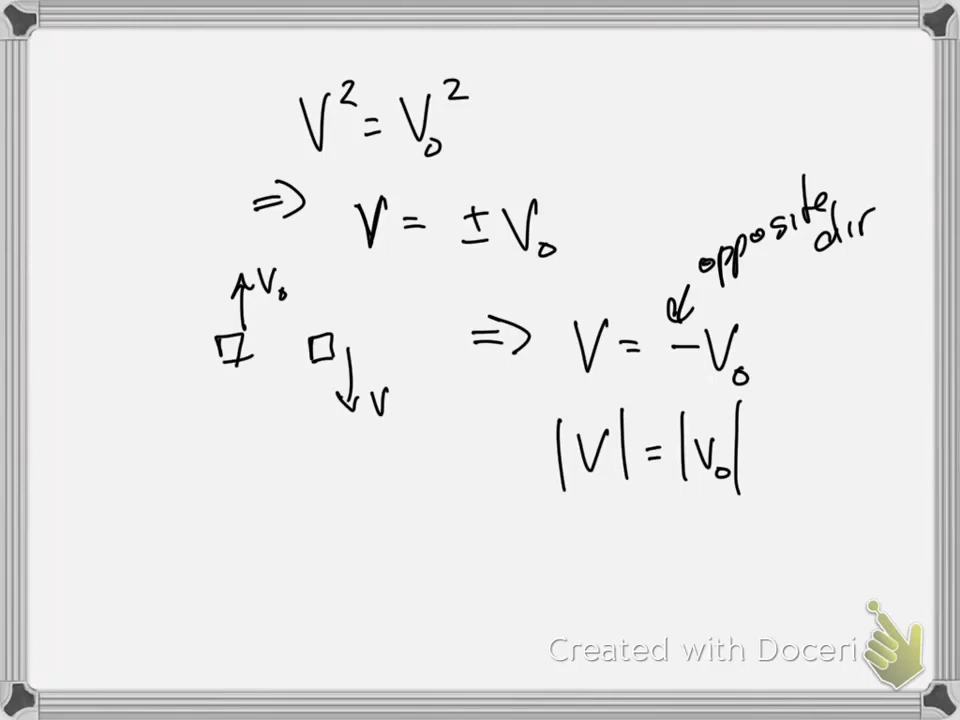 V² = V₀²
=> V = ± V₀
opposite
dir
V₀
=> V = -V₀
V
|V| = |V₀|
Created with Doceri